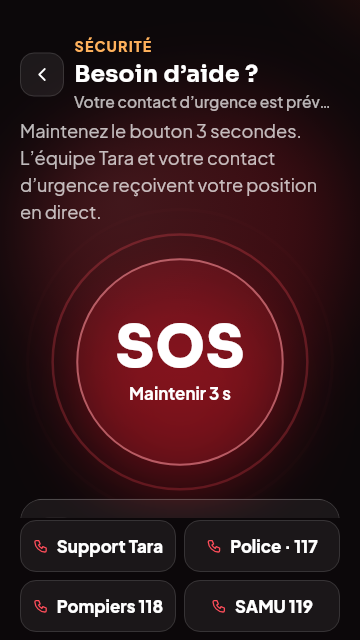 SÉCURITÉ
Besoin d’aide ?
Votre contact d’urgence est prév…
Maintenez le bouton 3 secondes.
L’équipe Tara et votre contact
d’urgence reçoivent votre position
en direct.
SOS
Maintenir 3 s
Support Tara
Police · 117
Pompiers 118
SAMU 119